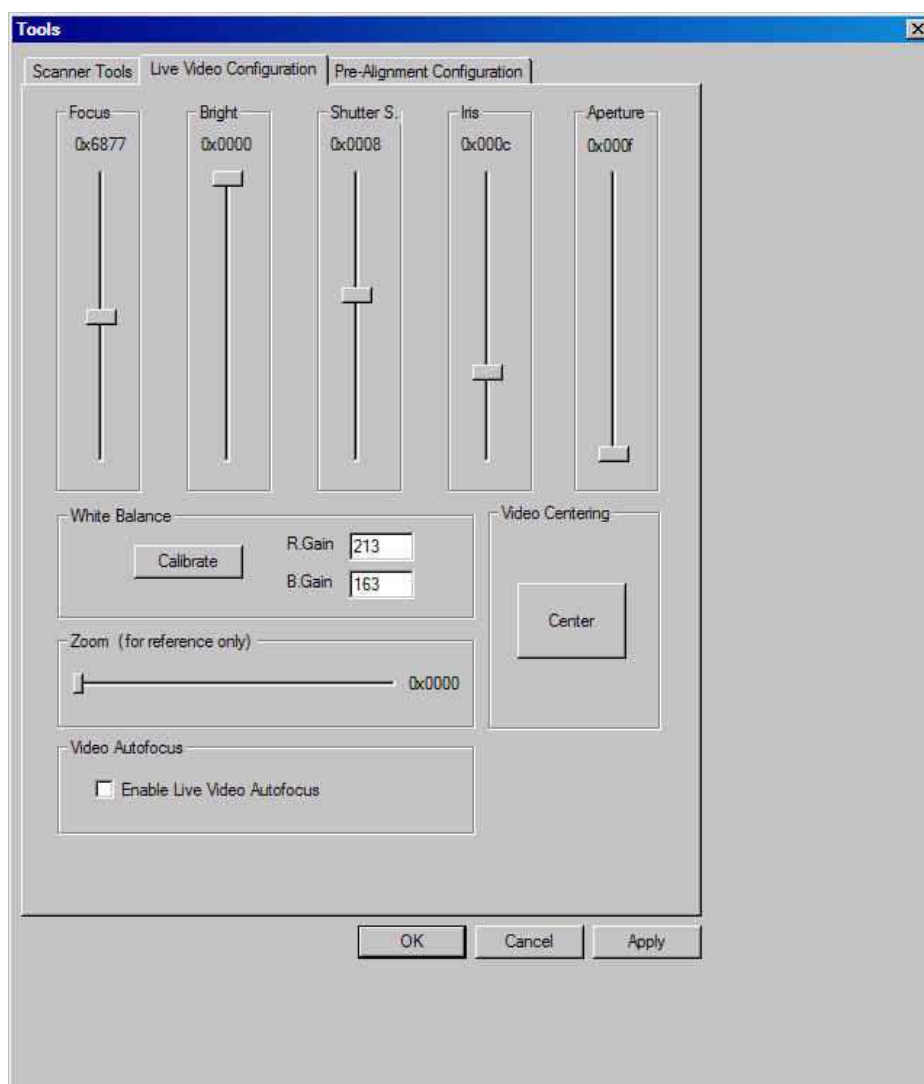 Tools
Scanner Tools Live Video Configuration Pre-Alignment Configuration
Focus Bright Shutter S. Iris Aperture
0x6877 0x0000 0x0008 0x000c 0x000f
White Balance
Calibrate
R.Gain 213
B.Gain 163
Video Centering
Center
Zoom (for reference only)
0x0000
Video Autofocus
Enable Live Video Autofocus
OK Cancel Apply